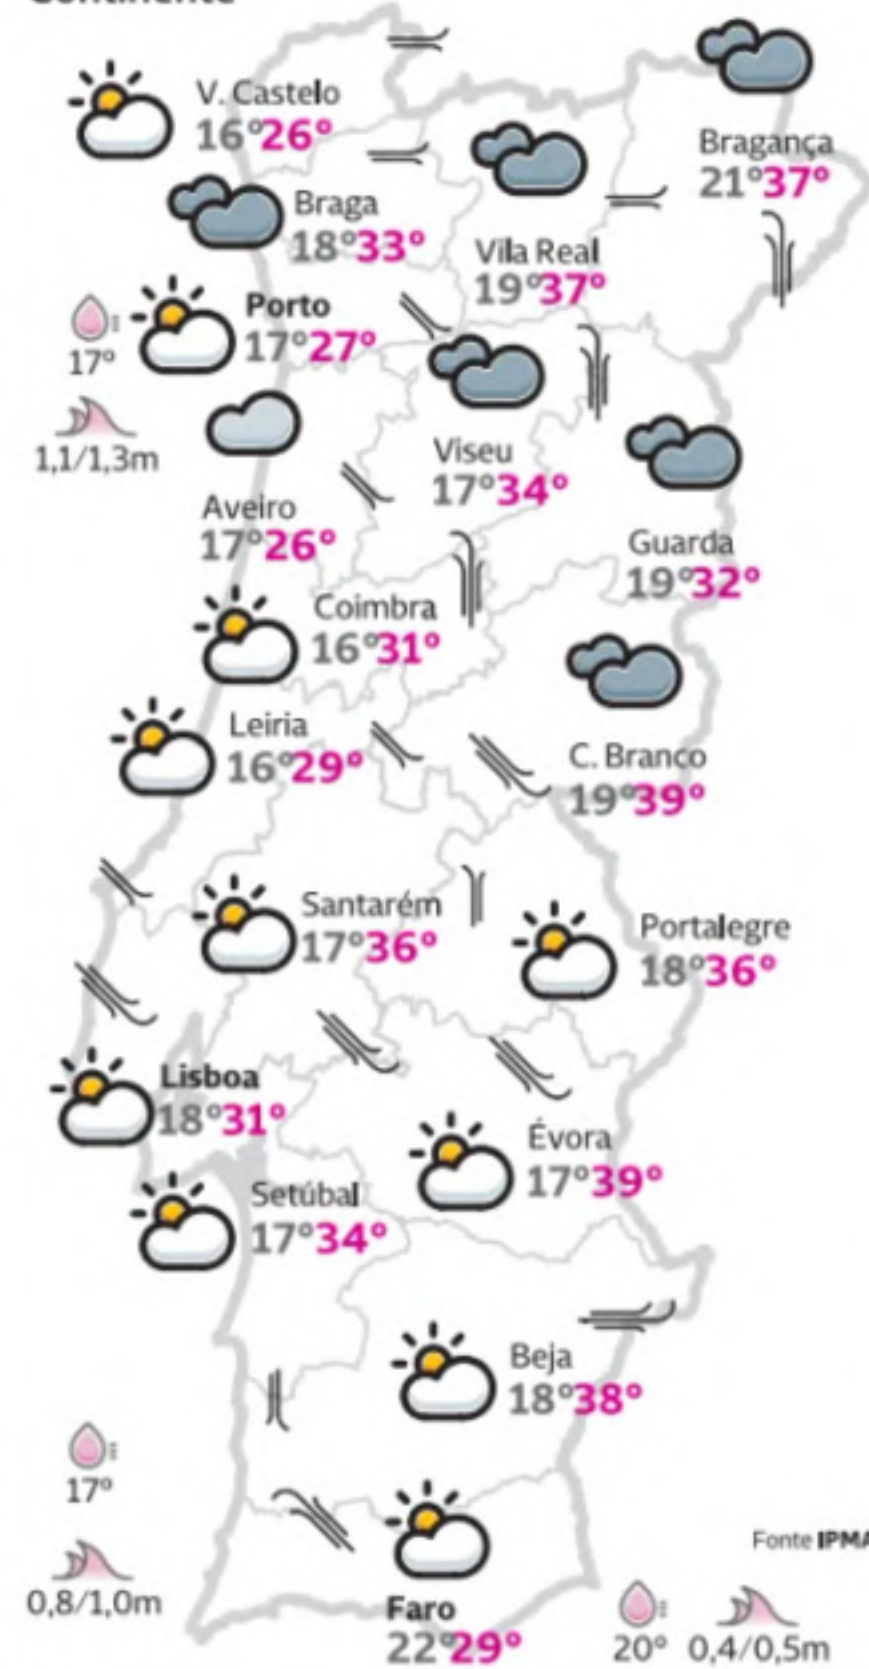 Continente
V. Castelo
16° 26°
Bragança
21° 37°
Braga
18° 33°
Vila Real
19° 37°
Porto
17° 27°
17°
1,1/1,3m
Viseu
17° 34°
Aveiro
17° 26°
Guarda
19° 32°
Coimbra
16° 31°
Leiria
16° 29°
C. Branco
19° 39°
Santarém
17° 36°
Portalegre
18° 36°
Lisboa
18° 31°
Évora
17° 39°
Setúbal
17° 34°
Beja
18° 38°
17°
0,8/1,0m
Fonte IPMA
Faro
22° 29°
20° 0,4/0,5m